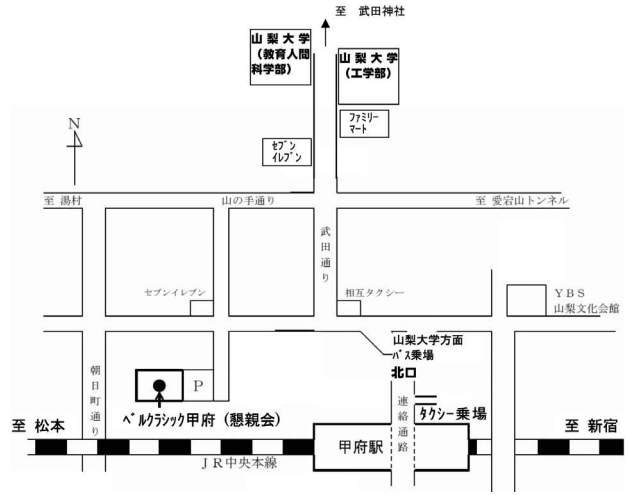 至 武田神社
山梨大学
(教育人間
科学部)
山梨大学
(工学部)
ファミリー
マート
セブン
イレブン
N
至 湯村
山の手通り
至 愛宕山トンネル
武田通り
セブンイレブン
相互タクシー
YBS
山梨文化会館
山梨大学方面
バス乗場
北口
朝日町通り
P
連絡通路
タクシー乗場
ベルクラシック甲府(懇親会)
至 松本
至 新宿
甲府駅
JR中央本線